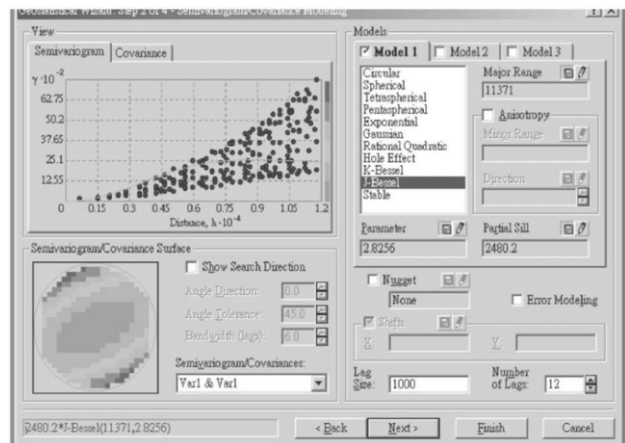 Geostatistical Wizard: Step 2 of 4 - Semivariogram/Covariance Modeling
View
Semivariogram
Covariance
γ·10⁻²
62.75
50.2
37.65
25.1
12.55
0 0.15 0.3 0.45 0.6 0.75 0.9 1.05 1.2
Distance, h·10⁻⁴
Semivariogram/Covariance Surface
Show Search Direction
Angle Direction: 0.0
Angle Tolerance: 45.0
Bandwidth (lags): 6.0
Semivariogram/Covariances:
Var1 & Var1
Models
Model 1
Model 2
Model 3
Circular
Spherical
Tetraspherical
Pentaspherical
Exponential
Gaussian
Rational Quadratic
Hole Effect
K-Bessel
J-Bessel
Stable
Major Range
11371
Anisotropy
Minor Range
Direction
Parameter
2.8256
Partial Sill
2480.2
Nugget
None
Error Modeling
Shifts
X:
Y:
Lag Size: 1000
Number of Lags: 12
2480.2*J-Bessel(11371,2.8256)
< Back
Next >
Finish
Cancel